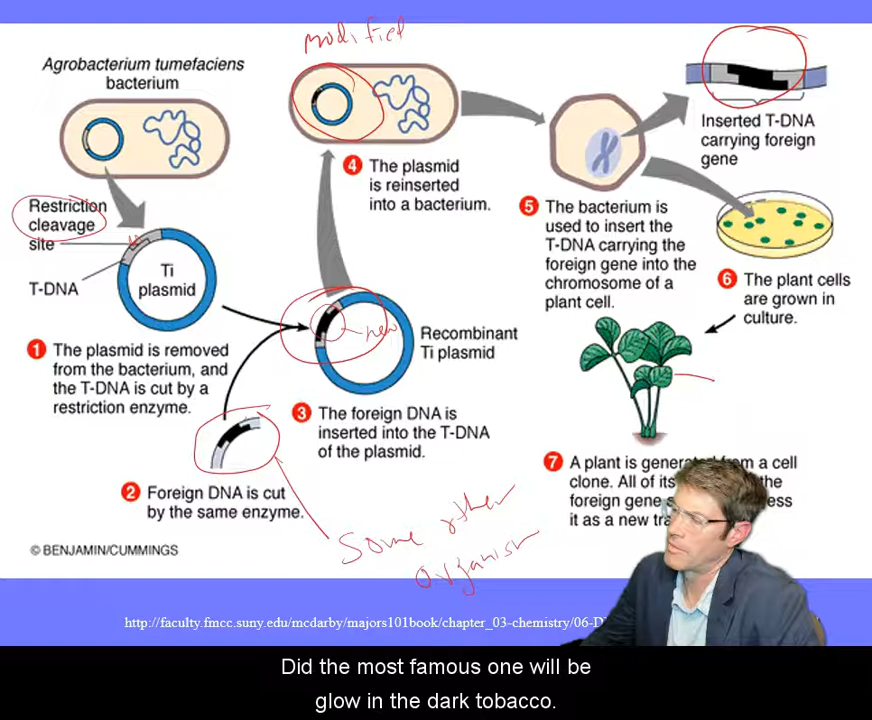 modified
Agrobacterium tumefaciens
bacterium
Restriction
cleavage
site
T-DNA
Ti
plasmid
1 The plasmid is removed
from the bacterium, and
the T-DNA is cut by a
restriction enzyme.
2 Foreign DNA is cut
by the same enzyme.
new
Recombinant
Ti plasmid
3 The foreign DNA is
inserted into the T-DNA
of the plasmid.
4 The plasmid
is reinserted
into a bacterium.
5 The bacterium is
used to insert the
T-DNA carrying the
foreign gene into the
chromosome of a
plant cell.
Inserted T-DNA
carrying foreign
gene
6 The plant cells
are grown in
culture.
7 A plant is generated from a cell
clone. All of its the
foreign gene
it as a new
Some other
organism
© BENJAMIN/CUMMINGS
http://faculty.fmcc.suny.edu/mcdarby/majors101book/chapter_03-chemistry/06-D
Did the most famous one will be
glow in the dark tobacco.